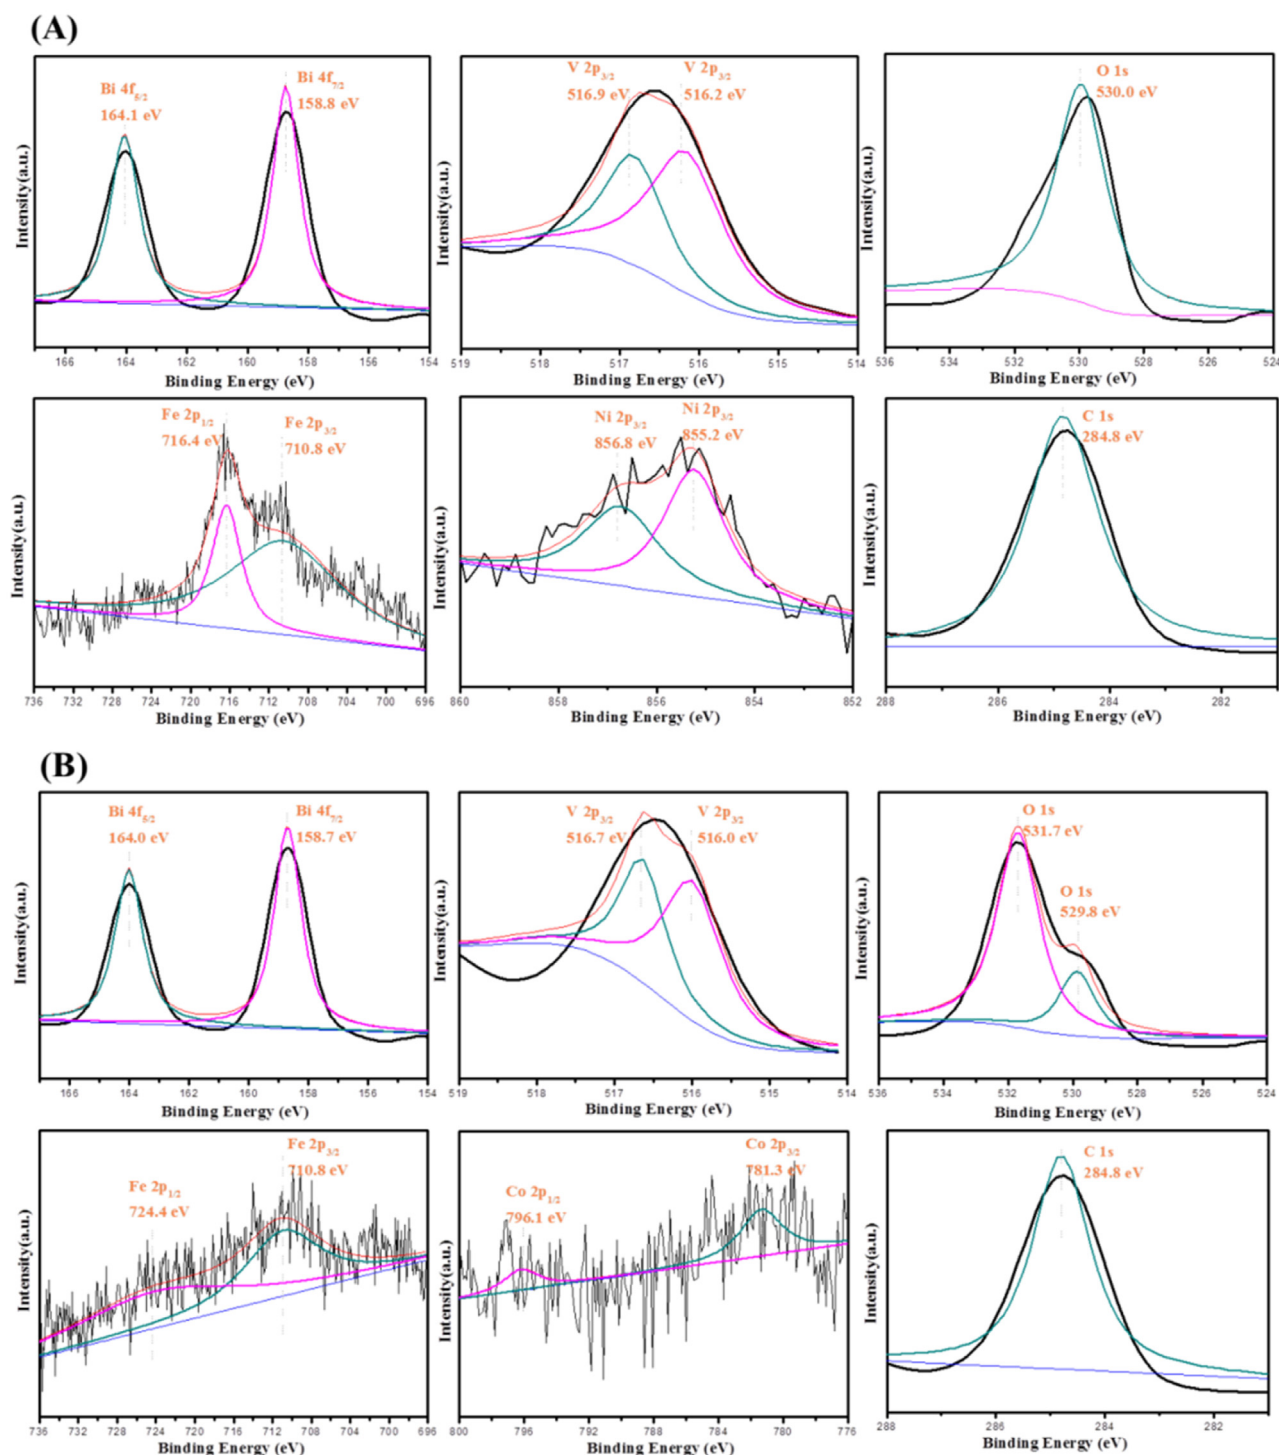 (A)
Bi 4f5/2
164.1 eV
Bi 4f7/2
158.8 eV
Intensity(a.u.)
166 164 162 160 158 156 154
Binding Energy (eV)
V 2p3/2
516.9 eV
V 2p3/2
516.2 eV
Intensity(a.u.)
519 518 517 516 515 514
Binding Energy (eV)
O 1s
530.0 eV
Intensity(a.u.)
536 534 532 530 528 526 524
Binding Energy (eV)
Fe 2p1/2
716.4 eV
Fe 2p3/2
710.8 eV
Intensity(a.u.)
736 732 728 724 720 716 712 708 704 700 696
Binding Energy (eV)
Ni 2p3/2
856.8 eV
Ni 2p3/2
855.2 eV
Intensity(a.u.)
860 858 856 854 852
Binding Energy (eV)
C 1s
284.8 eV
Intensity(a.u.)
288 286 284 282
Binding Energy (eV)
(B)
Bi 4f5/2
164.0 eV
Bi 4f7/2
158.7 eV
Intensity(a.u.)
166 164 162 160 158 156 154
Binding Energy (eV)
V 2p3/2
516.7 eV
V 2p3/2
516.0 eV
Intensity(a.u.)
519 518 517 516 515 514
Binding Energy (eV)
O 1s
531.7 eV
O 1s
529.8 eV
Intensity(a.u.)
536 534 532 530 528 526 524
Binding Energy (eV)
Fe 2p1/2
724.4 eV
Fe 2p3/2
710.8 eV
Intensity(a.u.)
736 732 728 724 720 716 712 708 704 700 696
Binding Energy (eV)
Co 2p1/2
796.1 eV
Co 2p3/2
781.3 eV
Intensity(a.u.)
800 796 792 788 784 780 776
Binding Energy (eV)
C 1s
284.8 eV
Intensity(a.u.)
288 286 284 282
Binding Energy (eV)